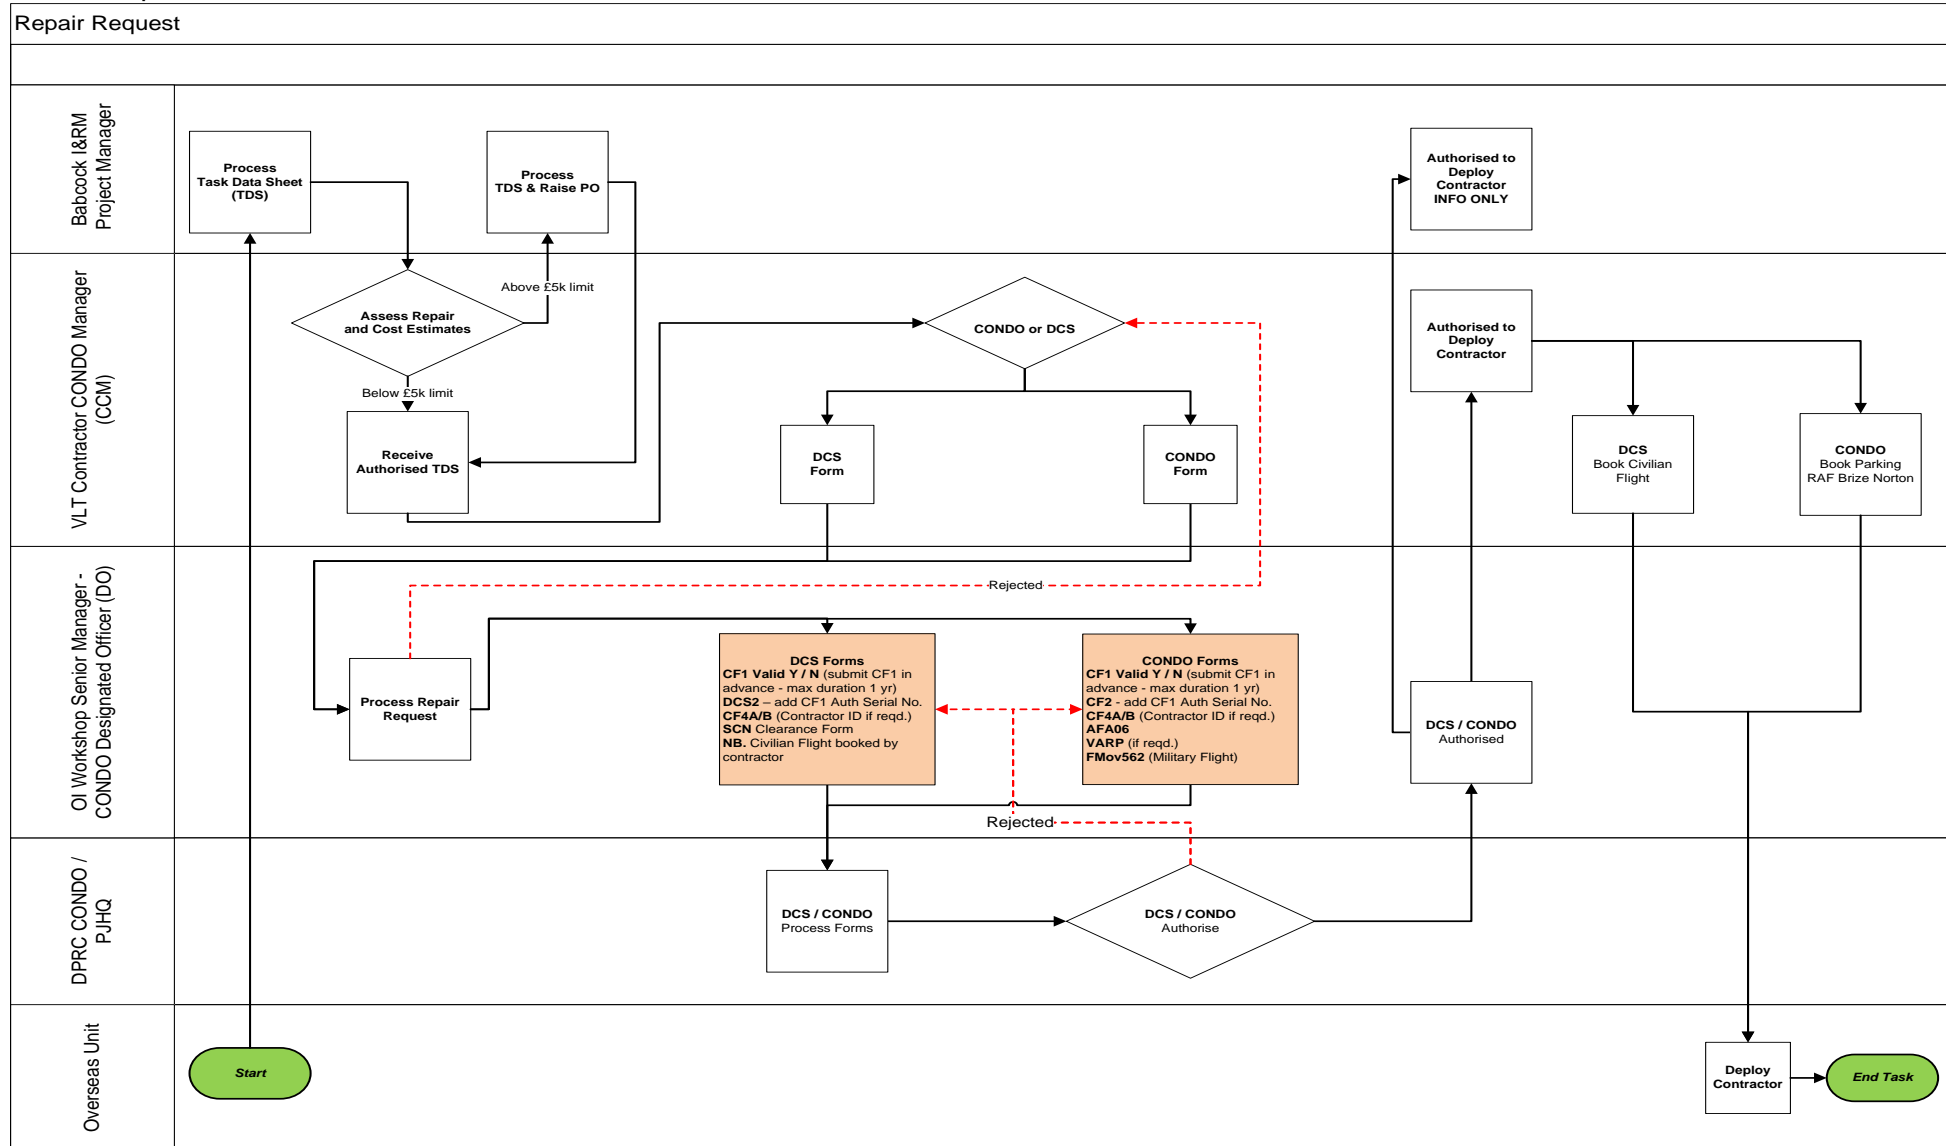 Repair Request
Babcock I&RM
Project Manager
Process
Task Data Sheet
(TDS)
Process
TDS & Raise PO
Authorised to
Deploy
Contractor
INFO ONLY
VLT Contractor CONDO Manager
(CCM)
Assess Repair
and Cost Estimates
Above £5k limit
Below £5k limit
Receive
Authorised TDS
CONDO or DCS
DCS
Form
CONDO
Form
Authorised to
Deploy
Contractor
DCS
Book Civilian
Flight
CONDO
Book Parking
RAF Brize Norton
OI Workshop Senior Manager -
CONDO Designated Officer (DO)
Rejected
Process Repair
Request
DCS Forms
CF1 Valid Y / N (submit CF1 in
advance - max duration 1 yr)
DCS2 – add CF1 Auth Serial No.
CF4A/B (Contractor ID if reqd.)
SCN Clearance Form
NB. Civilian Flight booked by
contractor
CONDO Forms
CF1 Valid Y / N (submit CF1 in
advance - max duration 1 yr)
CF2 - add CF1 Auth Serial No.
CF4A/B (Contractor ID if reqd.)
AFA06
VARP (if reqd.)
FMov562 (Military Flight)
DCS / CONDO
Authorised
Rejected
DPRC CONDO /
PJHQ
DCS / CONDO
Process Forms
DCS / CONDO
Authorise
Overseas Unit
Start
Deploy
Contractor
End Task